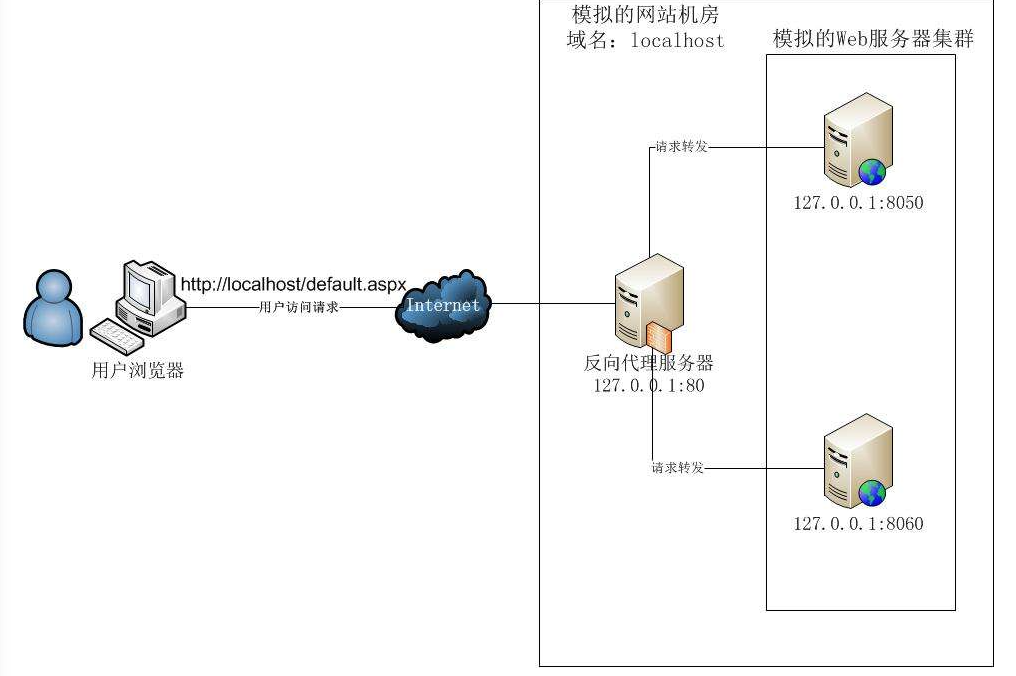 模拟的网站机房
域名: localhost
模拟的Web服务器集群
请求转发
127.0.0.1:8050
http://localhost/default.aspx
用户访问请求
Internet
用户浏览器
反向代理服务器
127.0.0.1:80
请求转发
127.0.0.1:8060